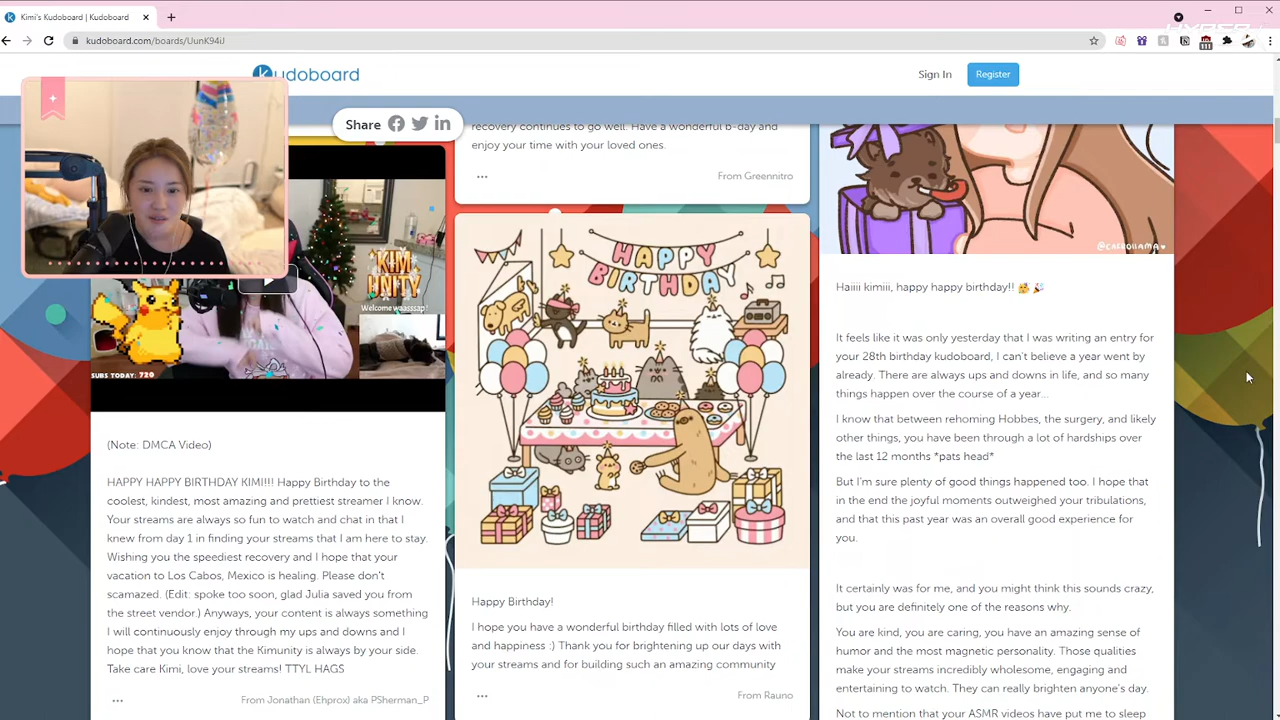 Kimi's Kudoboard | Kudoboard
kudoboard.com/boards/UunK94iJ
kudoboard
Sign In
Register
Share
recovery continues to go well. Have a wonderful b-day and
enjoy your time with your loved ones.
From Greennitro
KIM
UNITY
Welcome waasssap!
SUBS TODAY: 720
(Note: DMCA Video)
HAPPY HAPPY BIRTHDAY KIMI!!! Happy Birthday to the
coolest, kindest, most amazing and prettiest streamer I know.
Your streams are always so fun to watch and chat in that I
knew from day 1 in finding your streams that I am here to stay.
Wishing you the speediest recovery and I hope that your
vacation to Los Cabos, Mexico is healing. Please don't
scamazed. (Edit: spoke too soon, glad Julia saved you from
the street vendor.) Anyways, your content is always something
I will continuously enjoy through my ups and downs and I
hope that you know that the Kimunity is always by your side.
Take care Kimi, love your streams! TTYL HAGS
From Jonathan (Ehprox) aka PSherman_P
HAPPY
BIRTHDAY
Happy Birthday!
I hope you have a wonderful birthday filled with lots of love
and happiness :) Thank you for brightening up our days with
your streams and for building such an amazing community
From Rauno
@CAEROLLAMA
Haiiii kimiii, happy happy birthday!! 🥳 🎉
It feels like it was only yesterday that I was writing an entry for
your 28th birthday kudoboard, I can't believe a year went by
already. There are always ups and downs in life, and so many
things happen over the course of a year...
I know that between rehoming Hobbes, the surgery, and likely
other things, you have been through a lot of hardships over
the last 12 months *pats head*
But I'm sure plenty of good things happened too. I hope that
in the end the joyful moments outweighed your tribulations,
and that this past year was an overall good experience for
you.
It certainly was for me, and you might think this sounds crazy,
but you are definitely one of the reasons why.
You are kind, you are caring, you have an amazing sense of
humor and the most magnetic personality. Those qualities
make your streams incredibly wholesome, engaging and
entertaining to watch. They can really brighten anyone's day.
Not to mention that your ASMR videos have put me to sleep